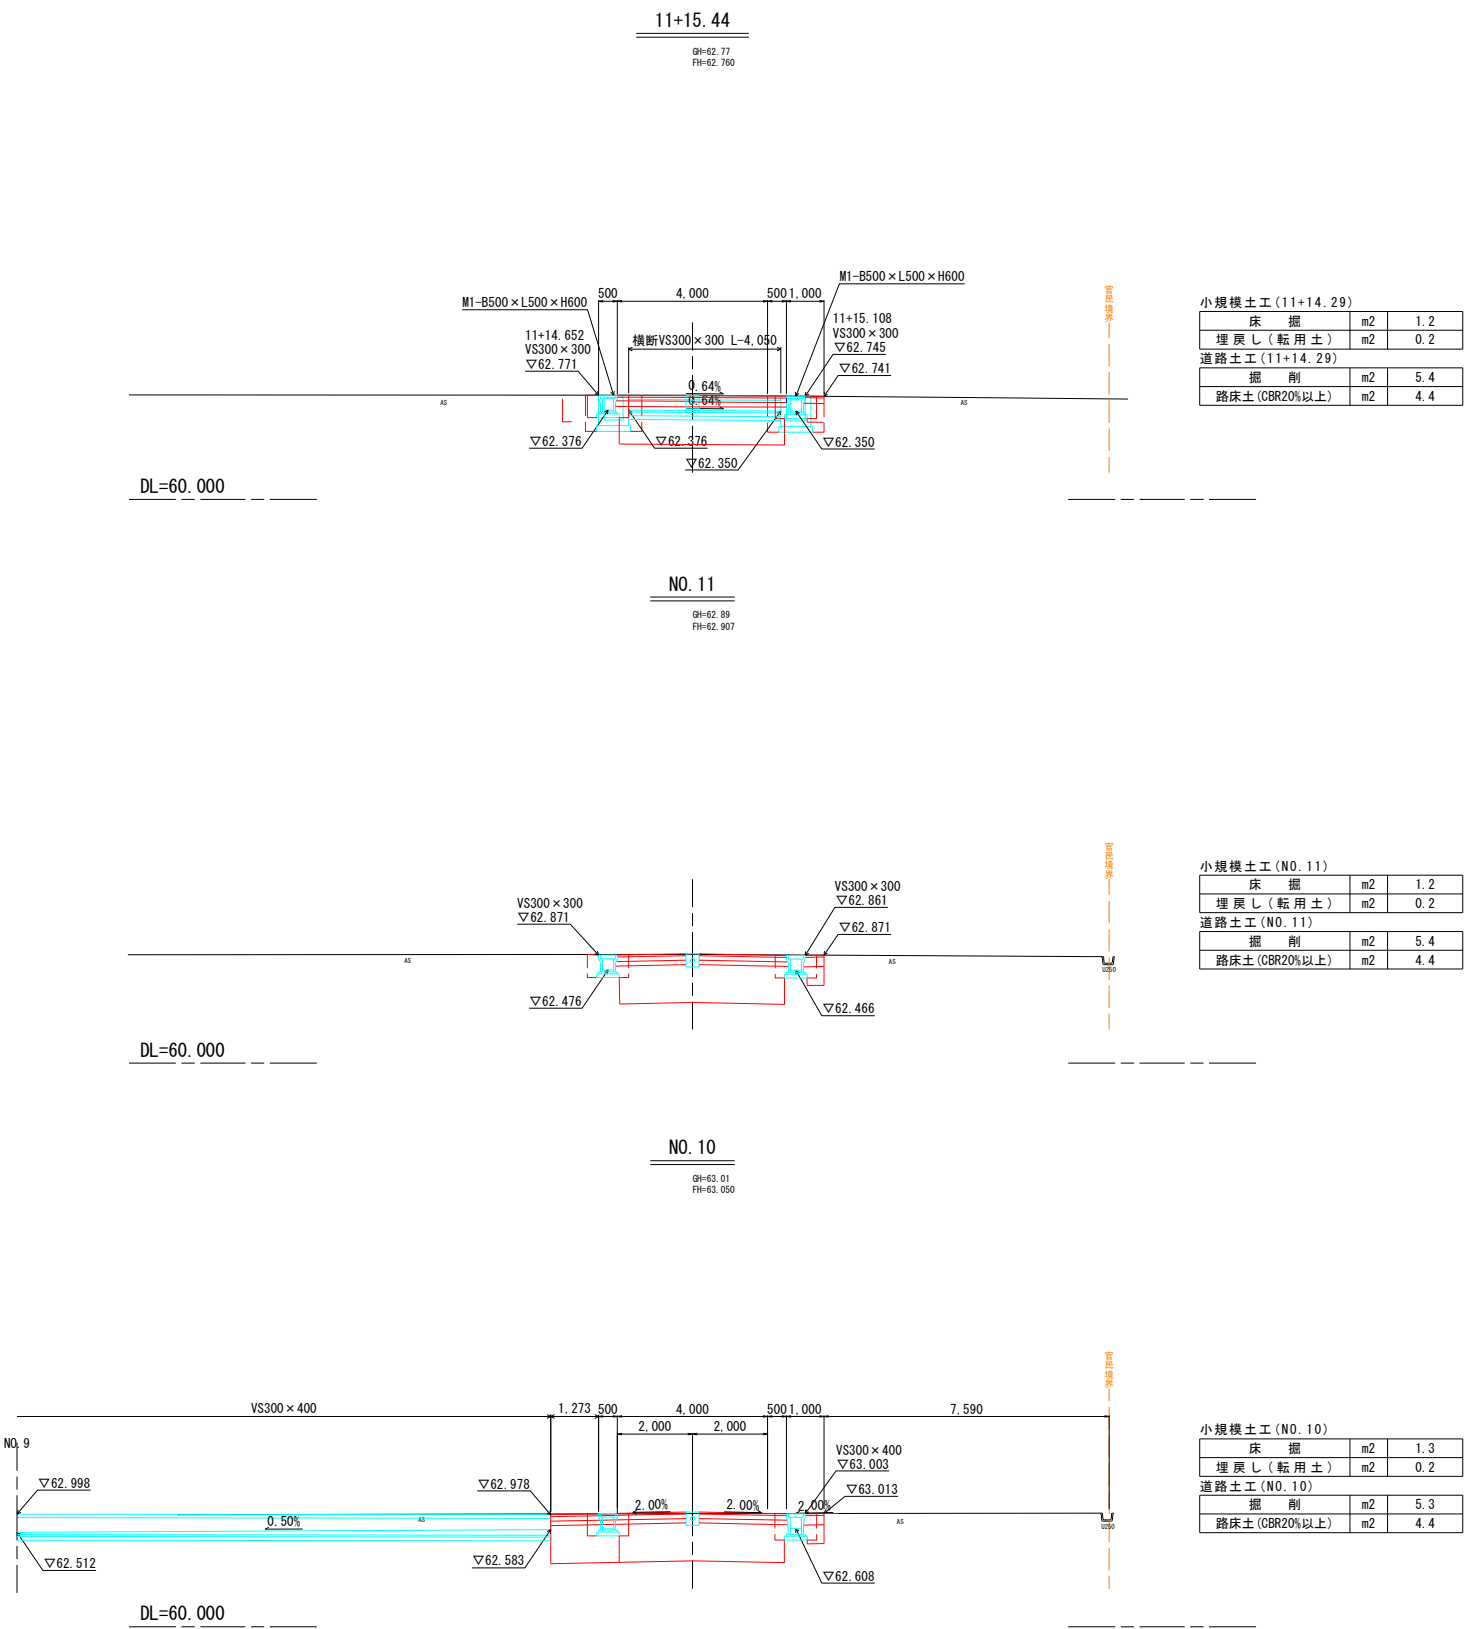 11+15.44
GH=62.77
FH=62.760
M1-B500×L500×H600
500
4,000
500
1,000
M1-B500×L500×H600
11+14.652
VS300×300
▽62.771
横断VS300×300 L-4,050
11+15.108
VS300×300
▽62.745
▽62.741
0.64%
0.64%
AS
AS
▽62.376
▽62.376
▽62.350
▽62.350
官民境界
DL=60.000
小規模土工(11+14.29)
床 掘 m2 1.2
埋戻し(転用土) m2 0.2
道路土工(11+14.29)
掘 削 m2 5.4
路床土(CBR20%以上) m2 4.4
NO.11
GH=62.89
FH=62.907
VS300×300
▽62.871
VS300×300
▽62.861
▽62.871
AS
AS
U250
▽62.476
▽62.466
官民境界
DL=60.000
小規模土工(NO.11)
床 掘 m2 1.2
埋戻し(転用土) m2 0.2
道路土工(NO.11)
掘 削 m2 5.4
路床土(CBR20%以上) m2 4.4
NO.10
GH=63.01
FH=63.050
VS300×400
1,273
500
4,000
500
1,000
7,590
2,000
2,000
NO.9
▽62.998
▽62.978
VS300×400
▽63.003
▽63.013
2.00%
2.00%
2.00%
0.50%
AS
AS
U250
▽62.512
▽62.583
▽62.608
官民境界
DL=60.000
小規模土工(NO.10)
床 掘 m2 1.3
埋戻し(転用土) m2 0.2
道路土工(NO.10)
掘 削 m2 5.3
路床土(CBR20%以上) m2 4.4